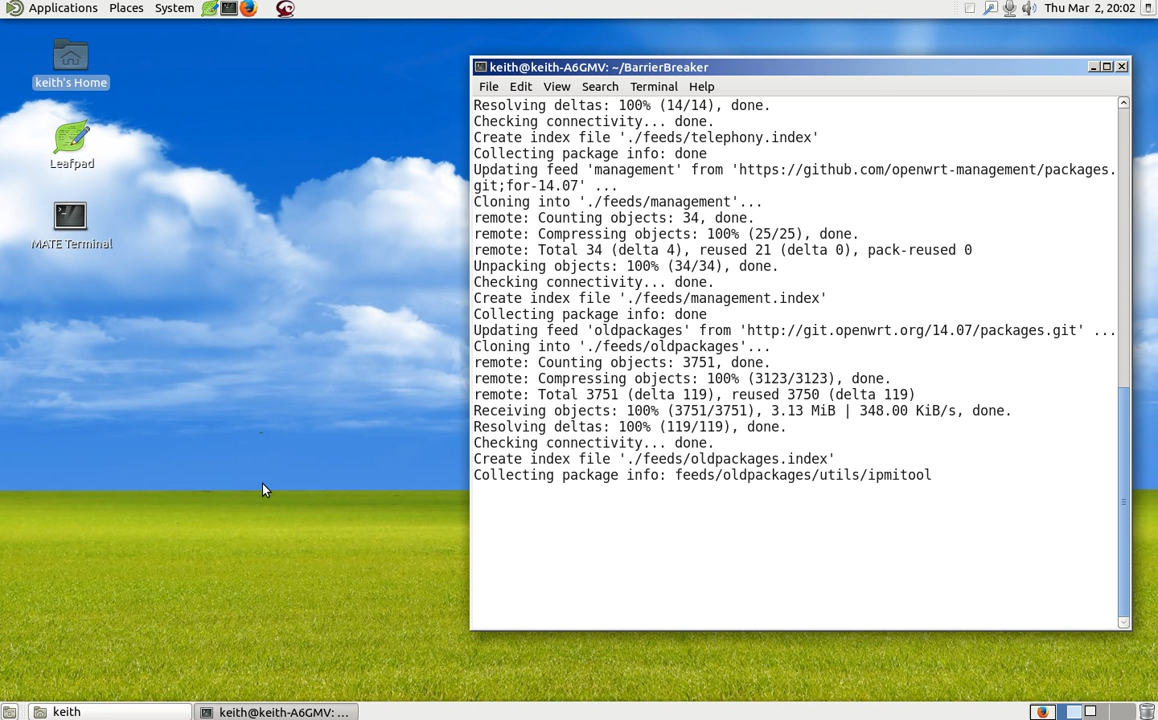 Applications Places System Thu Mar 2, 20:02
keith's Home
Leafpad
MATE Terminal
keith@keith-A6GMV: ~/BarrierBreaker
File Edit View Search Terminal Help
Resolving deltas: 100% (14/14), done.
Checking connectivity... done.
Create index file './feeds/telephony.index'
Collecting package info: done
Updating feed 'management' from 'https://github.com/openwrt-management/packages.
git;for-14.07' ...
Cloning into './feeds/management'...
remote: Counting objects: 34, done.
remote: Compressing objects: 100% (25/25), done.
remote: Total 34 (delta 4), reused 21 (delta 0), pack-reused 0
Unpacking objects: 100% (34/34), done.
Checking connectivity... done.
Create index file './feeds/management.index'
Collecting package info: done
Updating feed 'oldpackages' from 'http://git.openwrt.org/14.07/packages.git' ...
Cloning into './feeds/oldpackages'...
remote: Counting objects: 3751, done.
remote: Compressing objects: 100% (3123/3123), done.
remote: Total 3751 (delta 119), reused 3750 (delta 119)
Receiving objects: 100% (3751/3751), 3.13 MiB | 348.00 KiB/s, done.
Resolving deltas: 100% (119/119), done.
Checking connectivity... done.
Create index file './feeds/oldpackages.index'
Collecting package info: feeds/oldpackages/utils/ipmitool
keith
keith@keith-A6GMV: ...